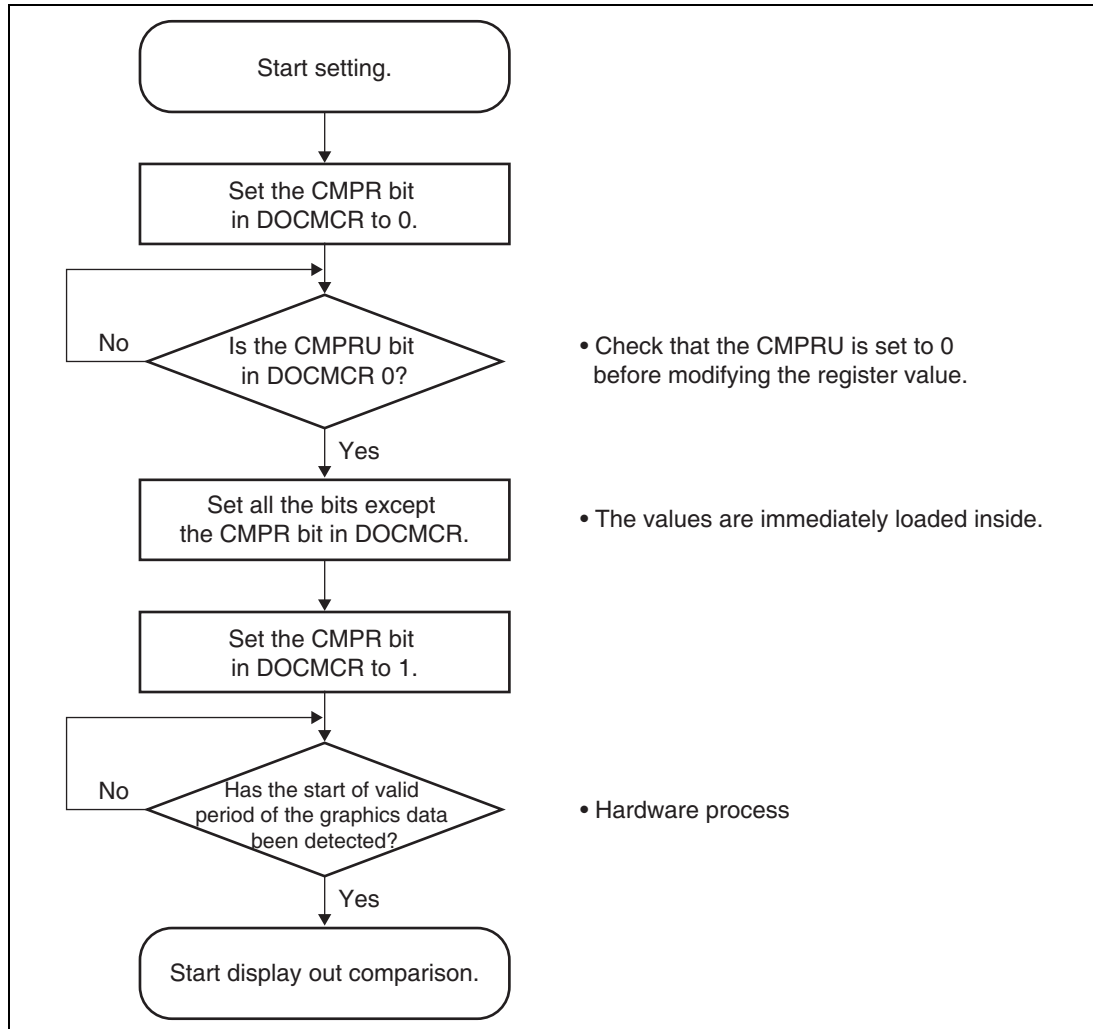 Start setting.
Set the CMPR bit
in DOCMCR to 0.
No
Is the CMPRU bit
in DOCMCR 0?
• Check that the CMPRU is set to 0
before modifying the register value.
Yes
Set all the bits except
the CMPR bit in DOCMCR.
• The values are immediately loaded inside.
Set the CMPR bit
in DOCMCR to 1.
No
Has the start of valid
period of the graphics data
been detected?
• Hardware process
Yes
Start display out comparison.